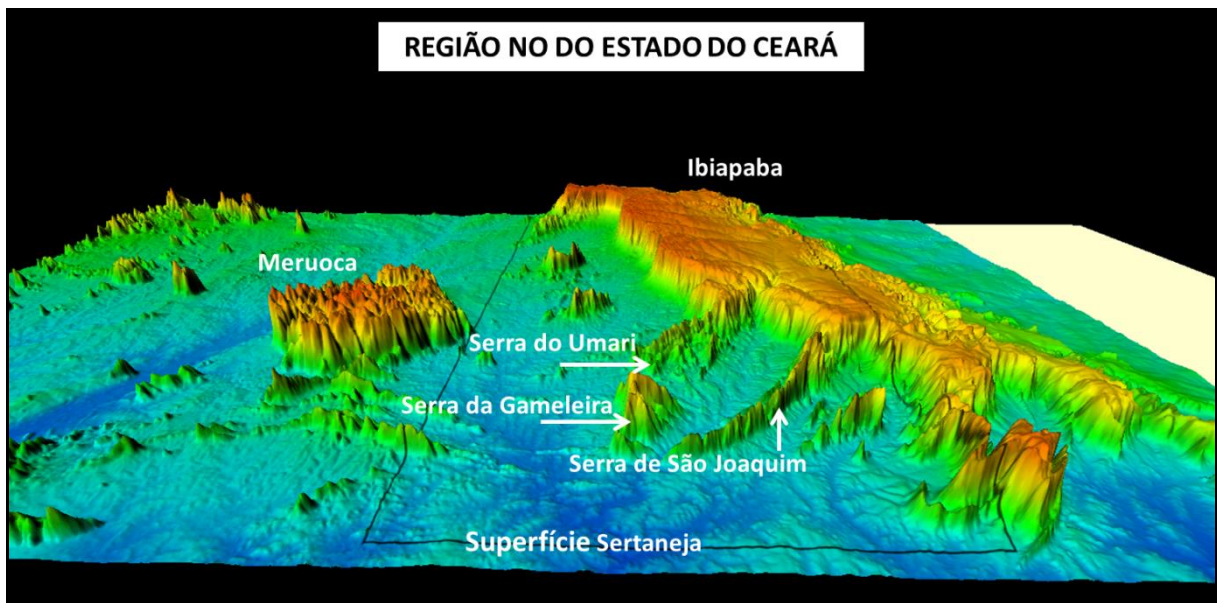 REGIÃO NO DO ESTADO DO CEARÁ
Ibiapaba
Meruoca
Serra do Umari
Serra da Gameleira
Serra de São Joaquim
Superfície Sertaneja